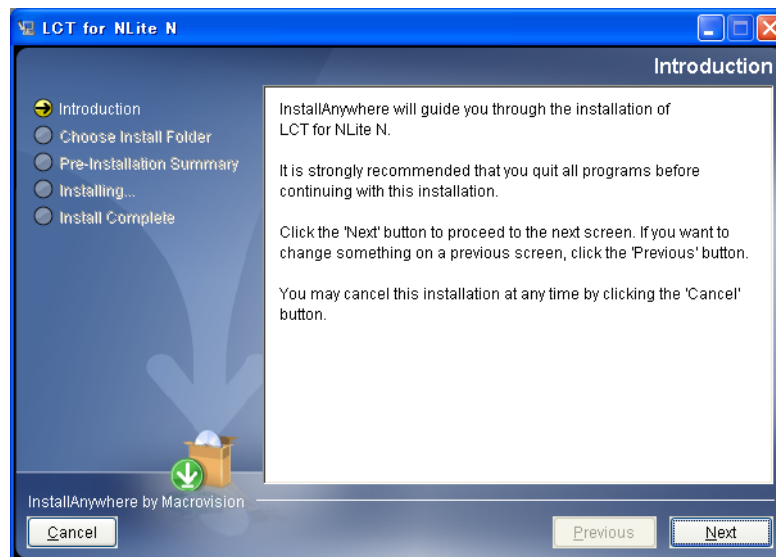 LCT for NLite N
Introduction
Introduction
Choose Install Folder
Pre-Installation Summary
Installing...
Install Complete
InstallAnywhere will guide you through the installation of
LCT for NLite N.
It is strongly recommended that you quit all programs before
continuing with this installation.
Click the 'Next' button to proceed to the next screen. If you want to
change something on a previous screen, click the 'Previous' button.
You may cancel this installation at any time by clicking the 'Cancel'
button.
InstallAnywhere by Macrovision
Cancel
Previous
Next